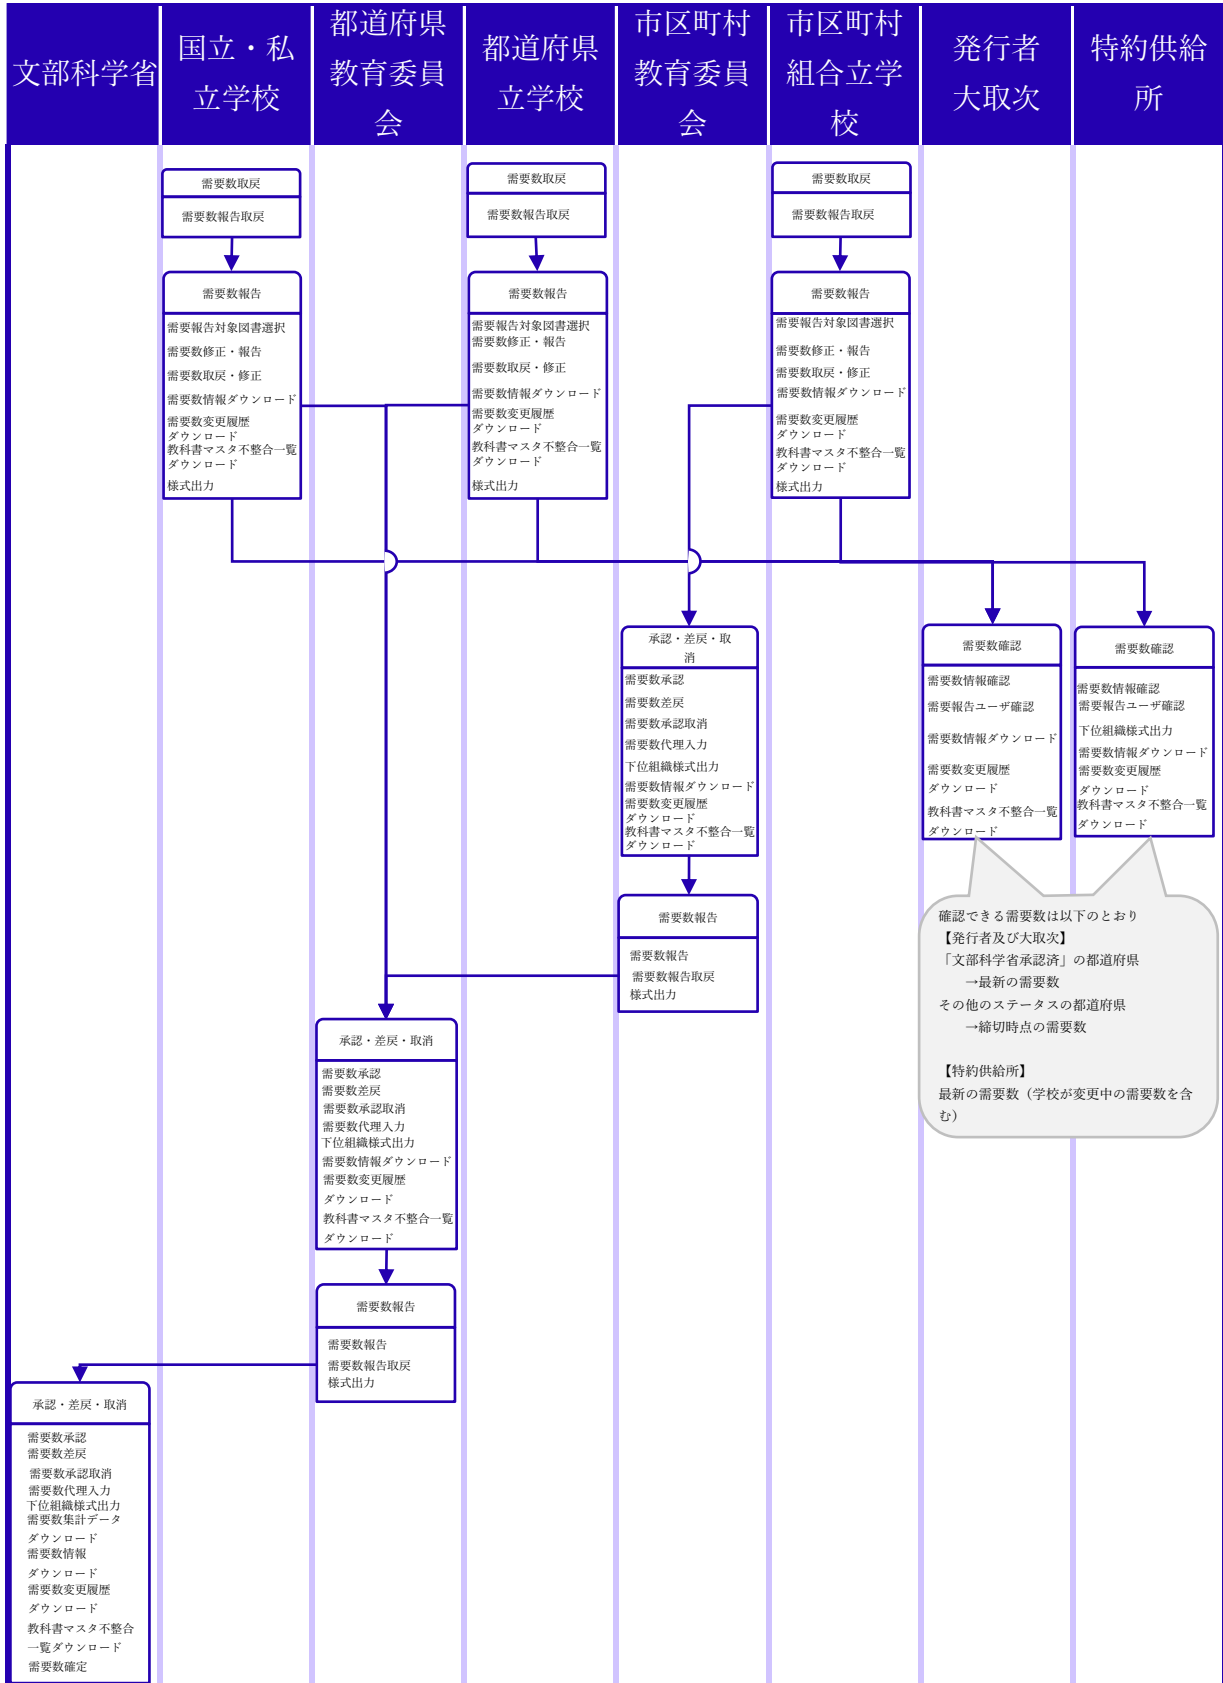 文部科学省
国立・私
立学校
都道府県
教育委員
会
都道府県
立学校
市区町村
教育委員
会
市区町村
組合立学
校
発行者
大取次
特約供給
所
需要数取戻
需要数報告取戻
需要数取戻
需要数報告取戻
需要数取戻
需要数報告取戻
需要数報告
需要報告対象図書選択
需要数修正・報告
需要数取戻・修正
需要数情報ダウンロード
需要数変更履歴
ダウンロード
教科書マスタ不整合一覧
ダウンロード
様式出力
需要数報告
需要報告対象図書選択
需要数修正・報告
需要数取戻・修正
需要数情報ダウンロード
需要数変更履歴
ダウンロード
教科書マスタ不整合一覧
ダウンロード
様式出力
需要数報告
需要報告対象図書選択
需要数修正・報告
需要数取戻・修正
需要数情報ダウンロード
需要数変更履歴
ダウンロード
教科書マスタ不整合一覧
ダウンロード
様式出力
承認・差戻・取
消
需要数承認
需要数差戻
需要数承認取消
需要数代理入力
下位組織様式出力
需要数情報ダウンロード
需要数変更履歴
ダウンロード
教科書マスタ不整合一覧
ダウンロード
需要数確認
需要数情報確認
需要報告ユーザ確認
需要数情報ダウンロード
需要数変更履歴
ダウンロード
教科書マスタ不整合一覧
ダウンロード
需要数確認
需要数情報確認
需要報告ユーザ確認
下位組織様式出力
需要数情報ダウンロード
需要数変更履歴
ダウンロード
教科書マスタ不整合一覧
ダウンロード
需要数報告
需要数報告
需要数報告取戻
様式出力
確認できる需要数は以下のとおり
【発行者及び大取次】
「文部科学省承認済」の都道府県
→最新の需要数
その他のステータスの都道府県
→締切時点の需要数
【特約供給所】
最新の需要数（学校が変更中の需要数を含
む）
承認・差戻・取消
需要数承認
需要数差戻
需要数承認取消
需要数代理入力
下位組織様式出力
需要数情報ダウンロード
需要数変更履歴
ダウンロード
教科書マスタ不整合一覧
ダウンロード
需要数報告
需要数報告
需要数報告取戻
様式出力
承認・差戻・取消
需要数承認
需要数差戻
需要数承認取消
需要数代理入力
下位組織様式出力
需要数集計データ
ダウンロード
需要数情報
ダウンロード
需要数変更履歴
ダウンロード
教科書マスタ不整合
一覧ダウンロード
需要数確定